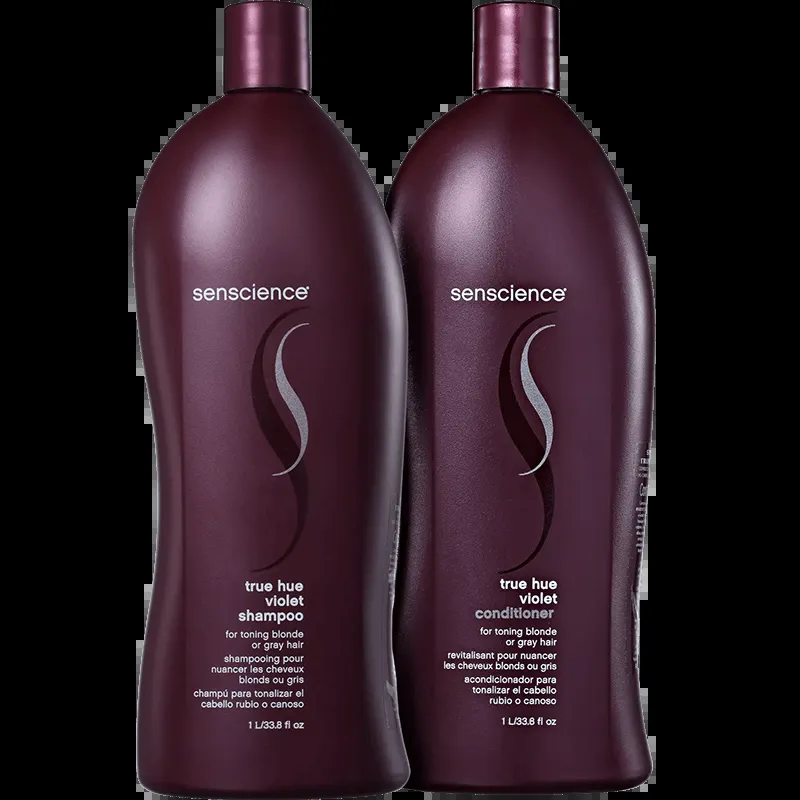 senscience®
true hue
violet
shampoo
for toning blonde
or gray hair
shampooing pour
nuancer les cheveux
blonds ou gris
champú para tonalizar el
cabello rubio o canoso
1 L/33.8 fl oz
senscience®
true hue
violet
conditioner
for toning blonde
or gray hair
revitalisant pour nuancer
les cheveux blonds ou gris
acondicionador para
tonalizar el cabello
rubio o canoso
1 L/33.8 fl oz